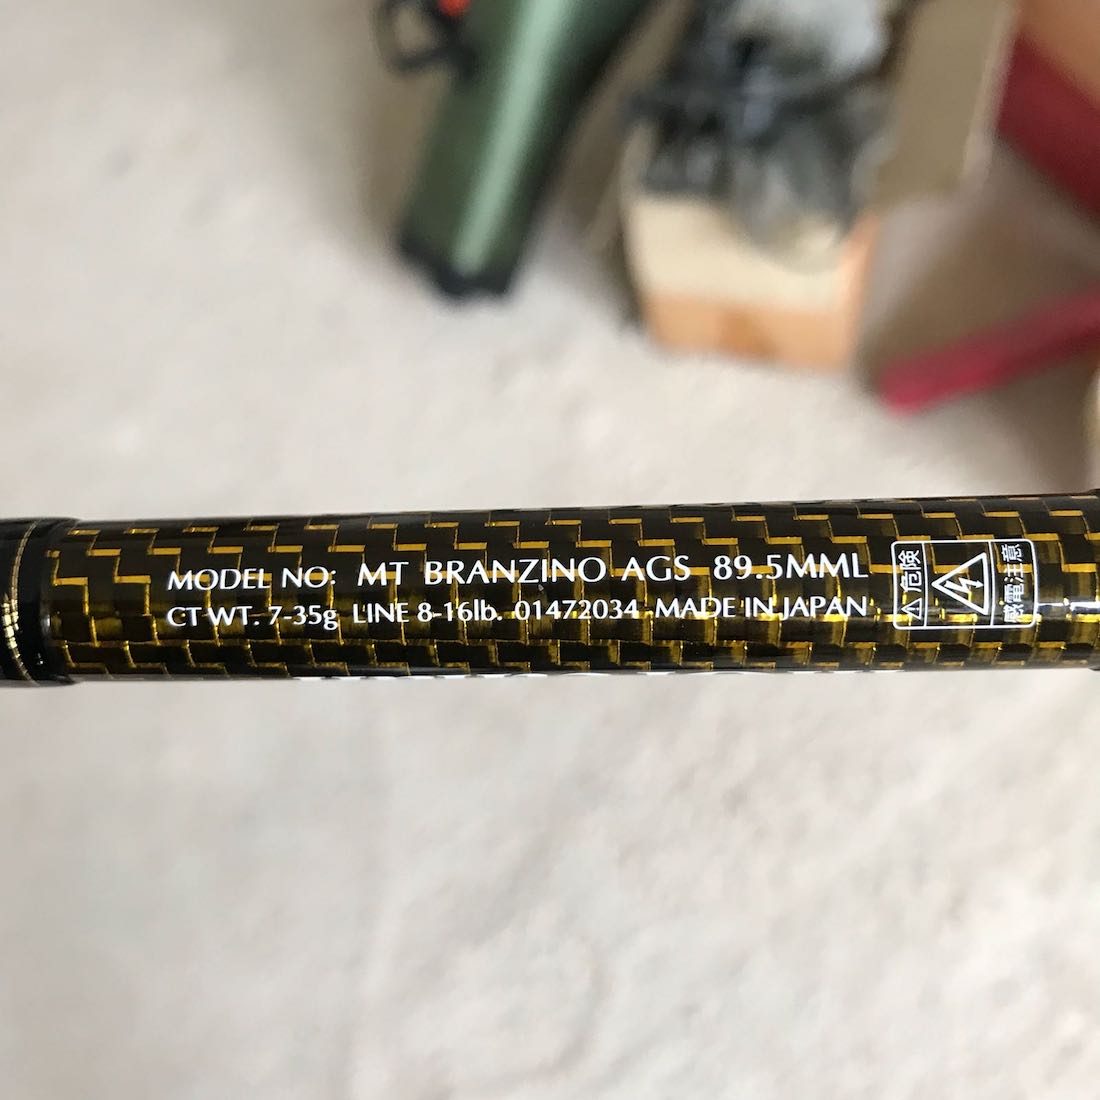 MODEL NO: MT BRANZINO AGS 89.5MML
CT WT. 7-35g LINE 8-16lb. 01472034 MADE IN JAPAN
危険
感電注意